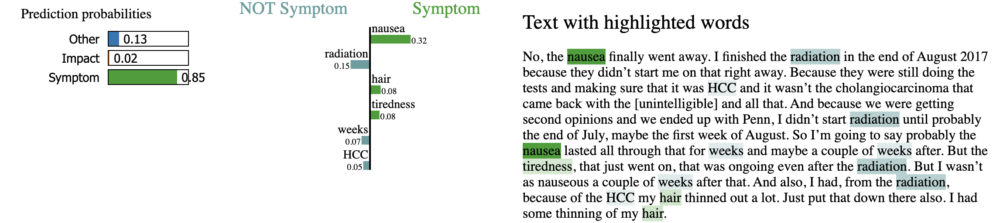 Prediction probabilities
Other 0.13
Impact 0.02
Symptom 0.85
NOT Symptom Symptom
nausea
0.32
radiation
0.15
hair
0.08
tiredness
0.08
weeks
0.07
HCC
0.05
Text with highlighted words
No, the nausea finally went away. I finished the radiation in the end of August 2017
because they didn’t start me on that right away. Because they were still doing the
tests and making sure that it was HCC and it wasn’t the cholangiocarcinoma that
came back with the [unintelligible] and all that. And because we were getting
second opinions and we ended up with Penn, I didn’t start radiation until probably
the end of July, maybe the first week of August. So I’m going to say probably the
nausea lasted all through that for weeks and maybe a couple of weeks after. But the
tiredness, that just went on, that was ongoing even after the radiation. But I wasn’t
as nauseous a couple of weeks after that. And also, I had, from the radiation,
because of the HCC my hair thinned out a lot. Just put that down there also. I had
some thinning of my hair.